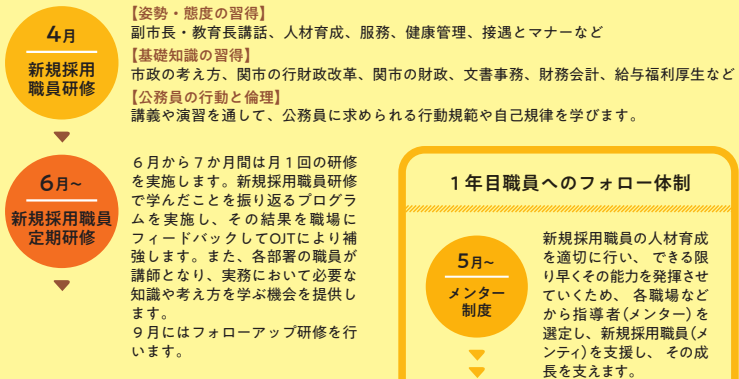 4月
新規採用
職員研修
【姿勢・態度の習得】
副市長・教育長講話、人材育成、服務、健康管理、接遇とマナーなど
【基礎知識の習得】
市政の考え方、関市の行財政改革、関市の財政、文書事務、財務会計、給与福利厚生など
【公務員の行動と倫理】
講義や演習を通して、公務員に求められる行動規範や自己規律を学びます。
6月~
新規採用職員
定期研修
6月から7か月間は月1回の研修
を実施します。新規採用職員研修
で学んだことを振り返るプログラ
ムを実施し、その結果を職場に
フィードバックしてOJTにより補
強します。また、各部署の職員が
講師となり、実務において必要な
知識や考え方を学ぶ機会を提供し
ます。
9月にはフォローアップ研修を行
います。
1年目職員へのフォロー体制
5月~
メンター
制度
新規採用職員の人材育成
を適切に行い、できる限
り早くその能力を発揮させ
ていくため、各職場など
から指導者(メンター)を
選定し、新規採用職員(メ
ンティ)を支援し、その成
長を支えます。